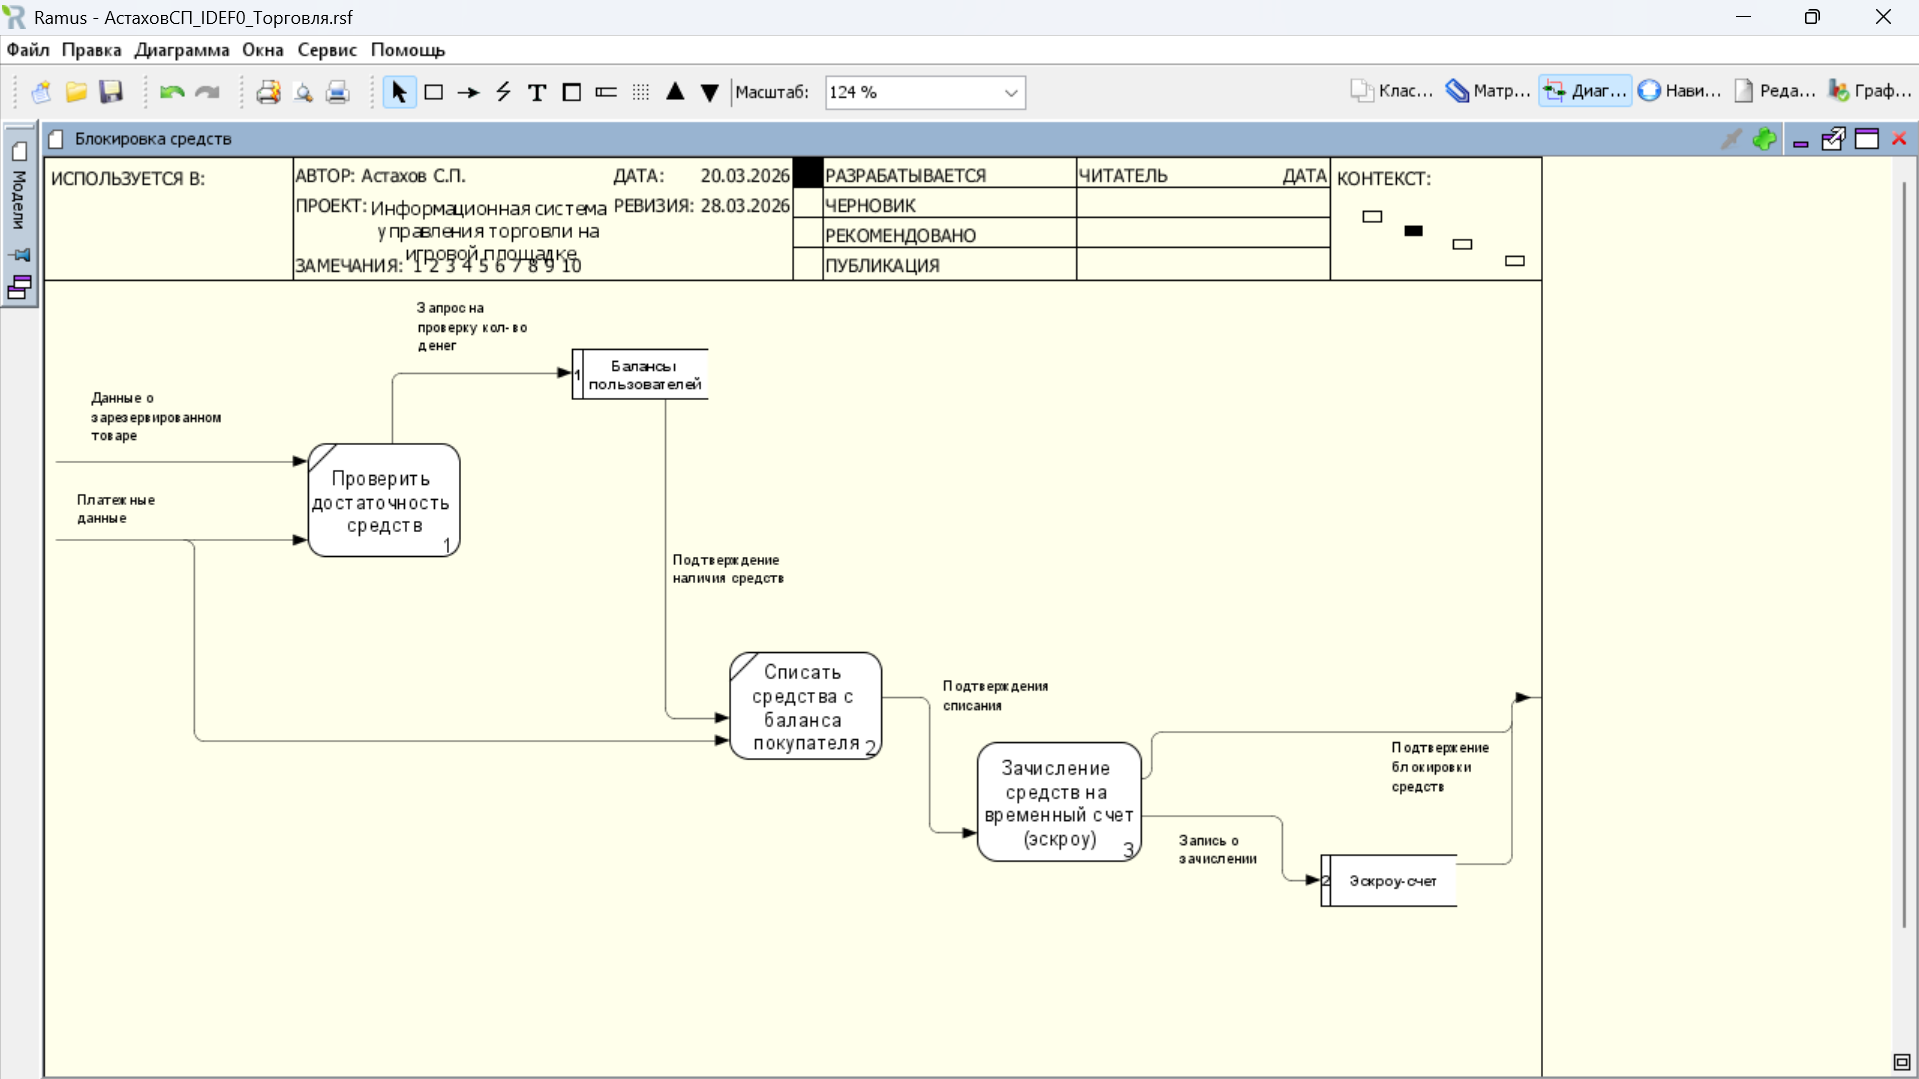 Ramus - АстаховСП_IDEF0_Торговля.rsf
Файл Правка Диаграмма Окна Сервис Помощь
Масштаб: 124 %
Клас... Матр... Диаг... Нави... Реда... Граф...
Модели
Блокировка средств
ИСПОЛЬЗУЕТСЯ В:
АВТОР: Астахов С.П.
ДАТА: 20.03.2026
ПРОЕКТ: Информационная система
управления торговли на
игровой площадке
РЕВИЗИЯ: 28.03.2026
ЗАМЕЧАНИЯ: 1 2 3 4 5 6 7 8 9 10
РАЗРАБАТЫВАЕТСЯ
ЧЕРНОВИК
РЕКОМЕНДОВАНО
ПУБЛИКАЦИЯ
ЧИТАТЕЛЬ ДАТА
КОНТЕКСТ:
Запрос на
проверку кол-во
денег
1
Балансы
пользователей
Данные о
зарезервированном
товаре
Платежные
данные
Проверить
достаточность
средств
1
Подтверждение
наличия средств
Списать
средства с
баланса
покупателя
2
Подтверждения
списания
Зачисление
средств на
временный счет
(эскроу)
3
Подтвержение
блокировки
средств
Запись о
зачислении
2
Эскроу-счет